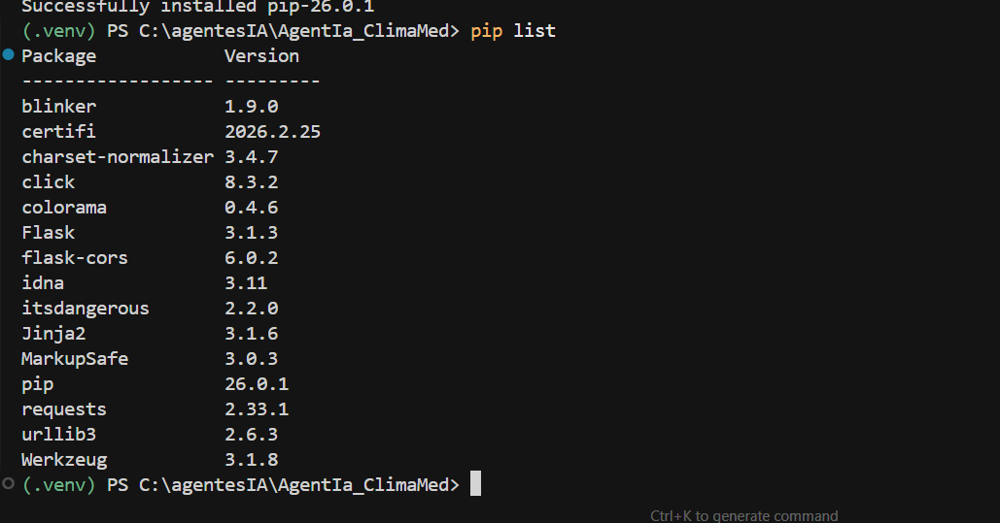 Successfully installed pip-26.0.1
(.venv) PS C:\agentesIA\AgentIa_ClimaMed> pip list
Package            Version
------------------ ---------
blinker            1.9.0
certifi            2026.2.25
charset-normalizer 3.4.7
click              8.3.2
colorama           0.4.6
Flask              3.1.3
flask-cors         6.0.2
idna               3.11
itsdangerous       2.2.0
Jinja2             3.1.6
MarkupSafe         3.0.3
pip                26.0.1
requests           2.33.1
urllib3            2.6.3
Werkzeug           3.1.8
(.venv) PS C:\agentesIA\AgentIa_ClimaMed>
Ctrl+K to generate command